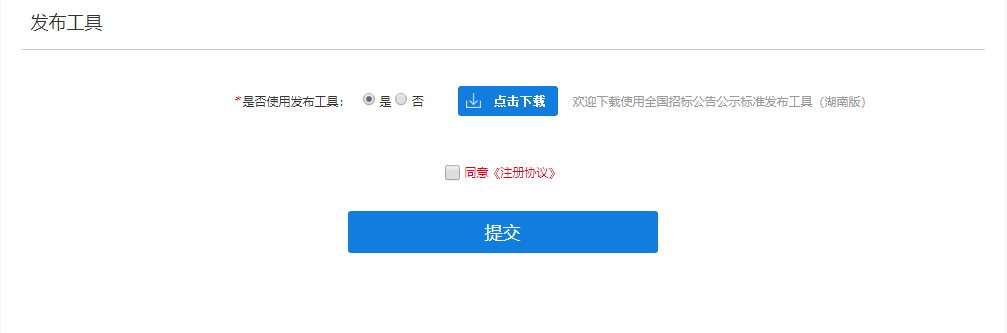 发布工具
*是否使用发布工具： 是 否 点击下载 欢迎下载使用全国招标公告公示标准发布工具（湖南版）
同意《注册协议》
提交